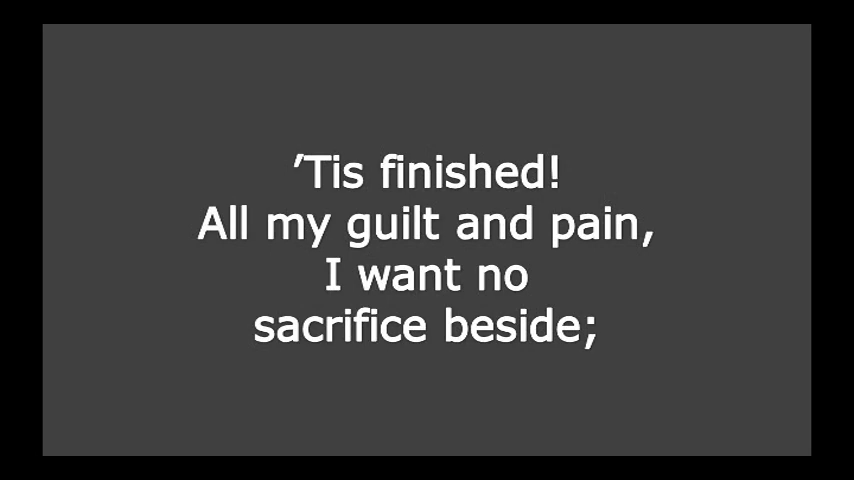 ’Tis finished!
All my guilt and pain,
I want no
sacrifice beside;